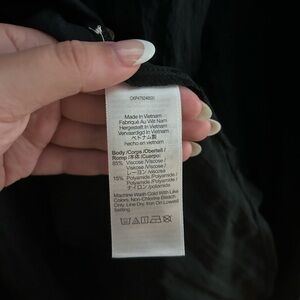 Made in Vietnam
Fabriqué Au Viêt Nam
Hergestellt in Vietnam
Vervaardigd in Vietnam
ベトナム製
hecho en vietnam
Body /Corps /Oberteil /
Romp /本体/ Cuerpo:
85% Viscose /Viscose /
Viskose /Viscose /
レーヨン /viscosa
15% Polyamide /Polyamide /
Polyamid /Polyamide /
ナイロン /poliamida
Machine Wash Cold With Like
Colors. Non-Chlorine Bleach
Only. Line Dry. Iron On Lowest
Setting.